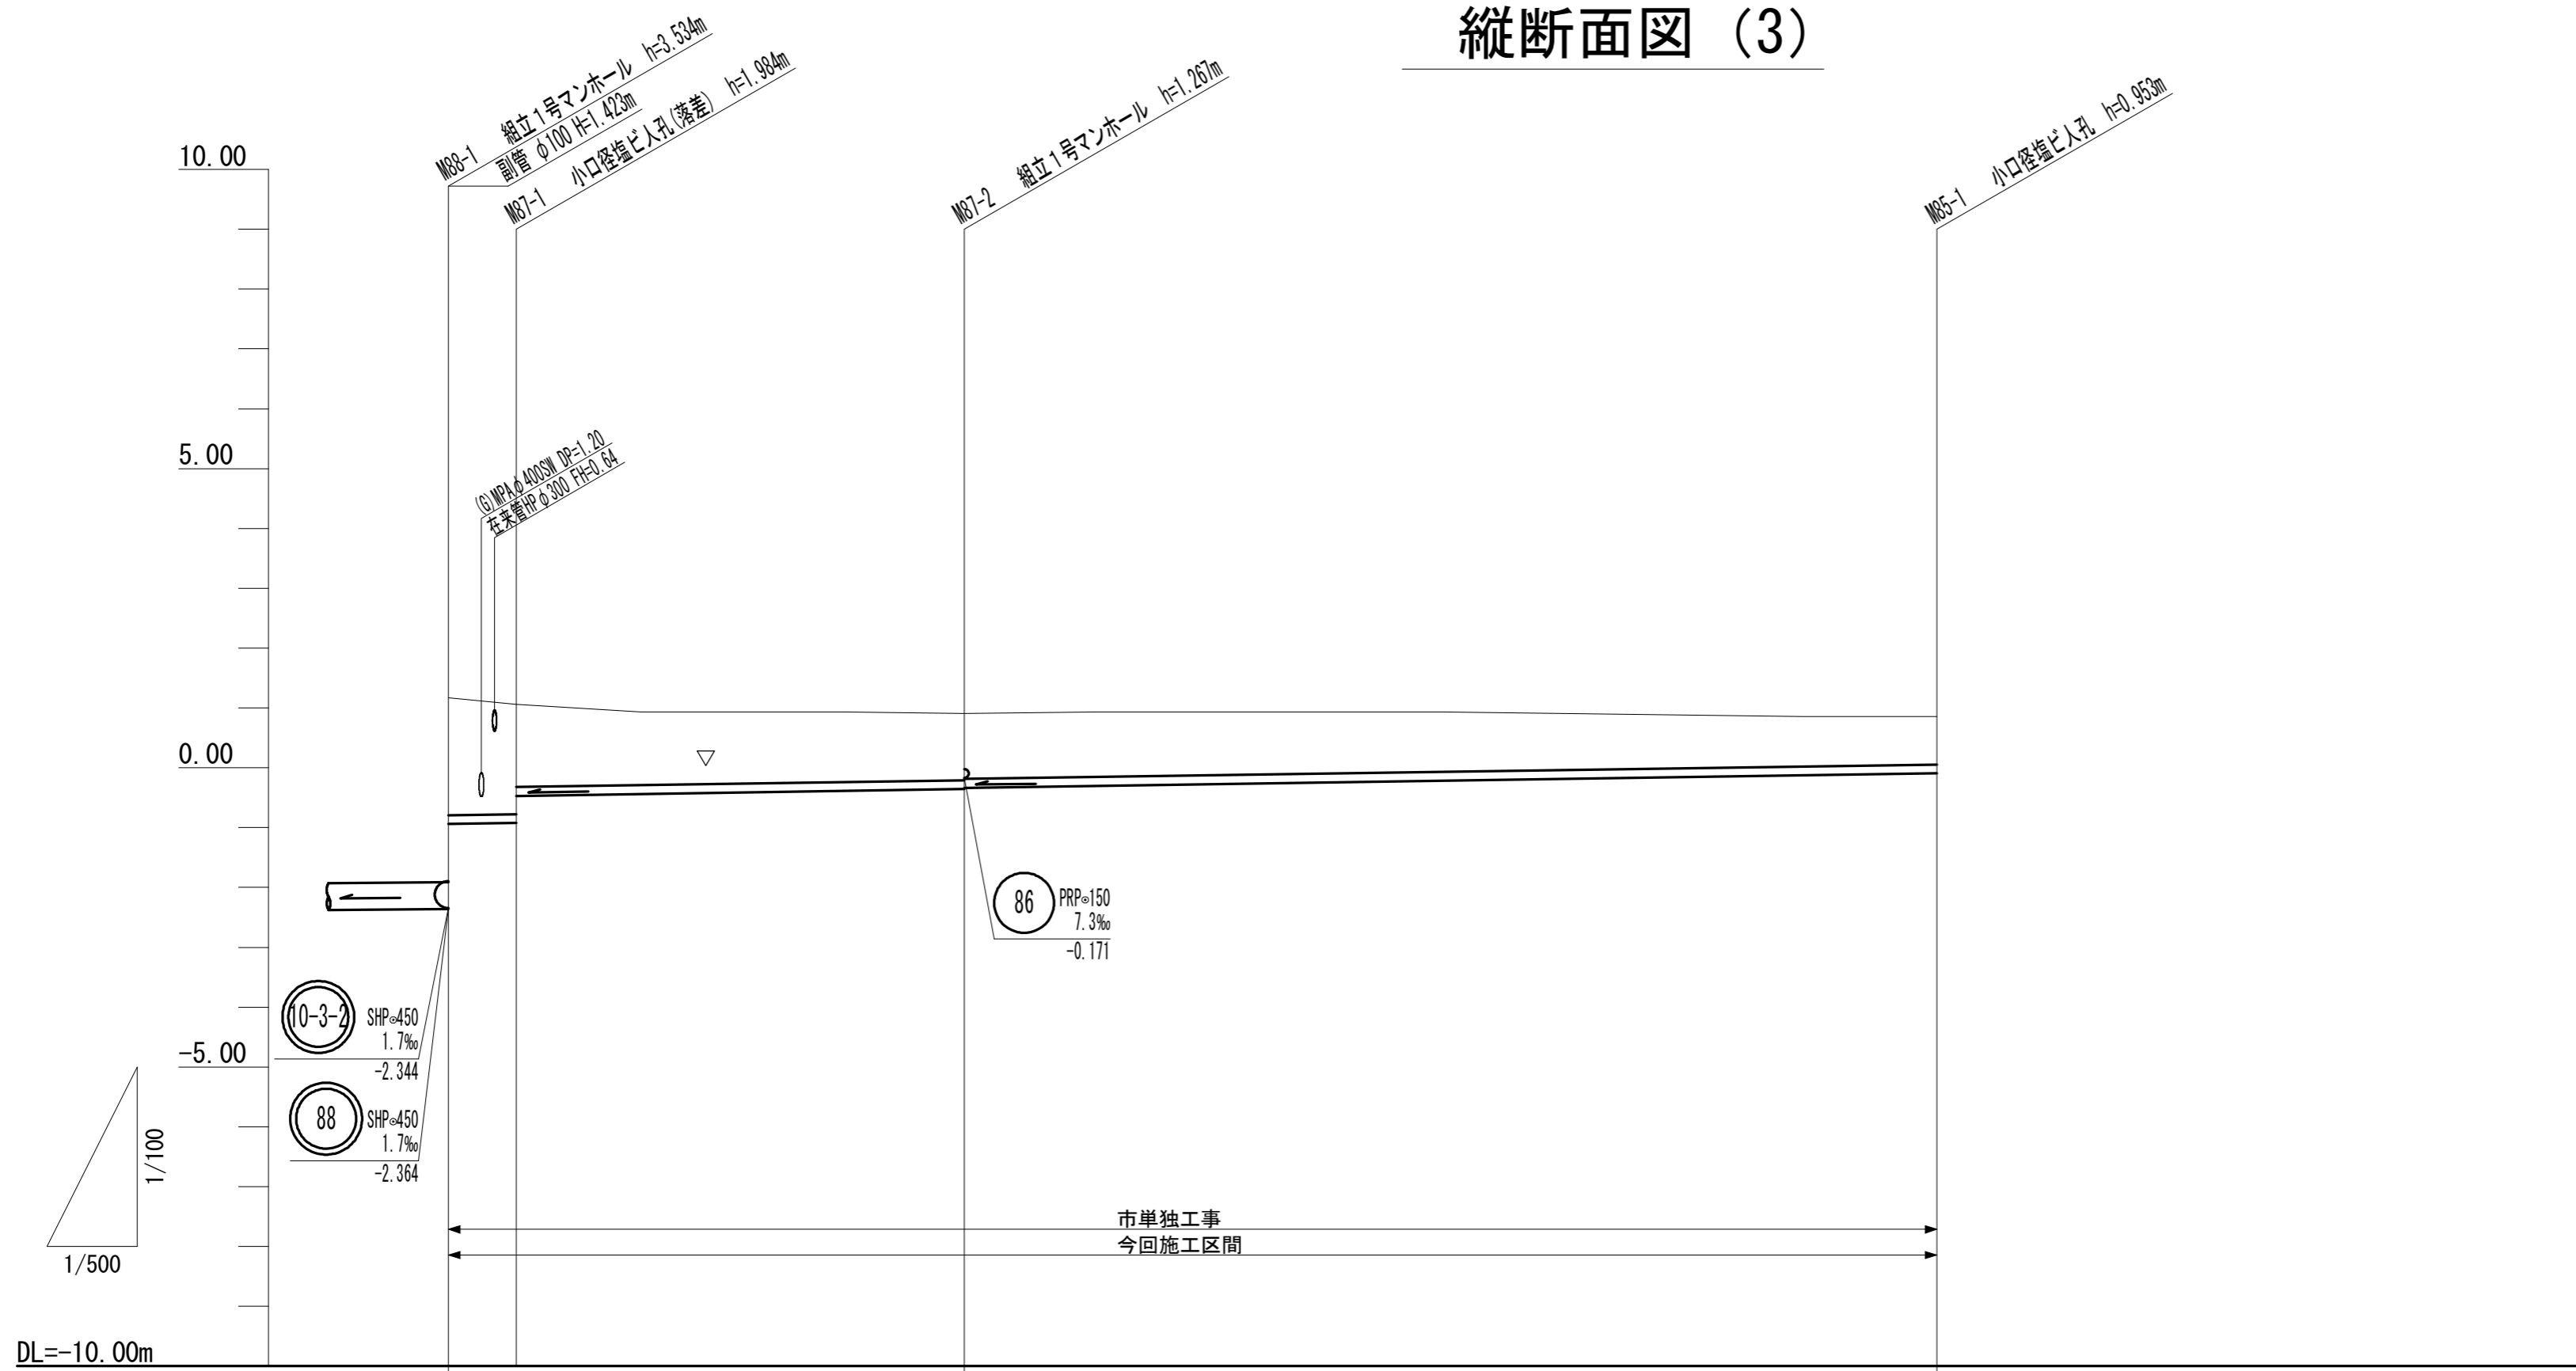 縦断面図（3）
M88-1 組立1号マンホール h=3.534m
副管 φ100 H=1.423m
M87-1 小口径塩ビ人孔(落差) h=1.984m
M87-2 組立1号マンホール h=1.267m
M85-1 小口径塩ビ人孔 h=0.953m
10.00
5.00
(G)MPAφ400SW DP=1.20
在来管HPφ300 FH=0.64
0.00
86 PRP⊙150
7.3‰
-0.171
10-3-2 SHP⊙450
1.7‰
-2.344
-5.00
88 SHP⊙450
1.7‰
-2.364
1/100
1/500
市単独工事
今回施工区間
DL=-10.00m